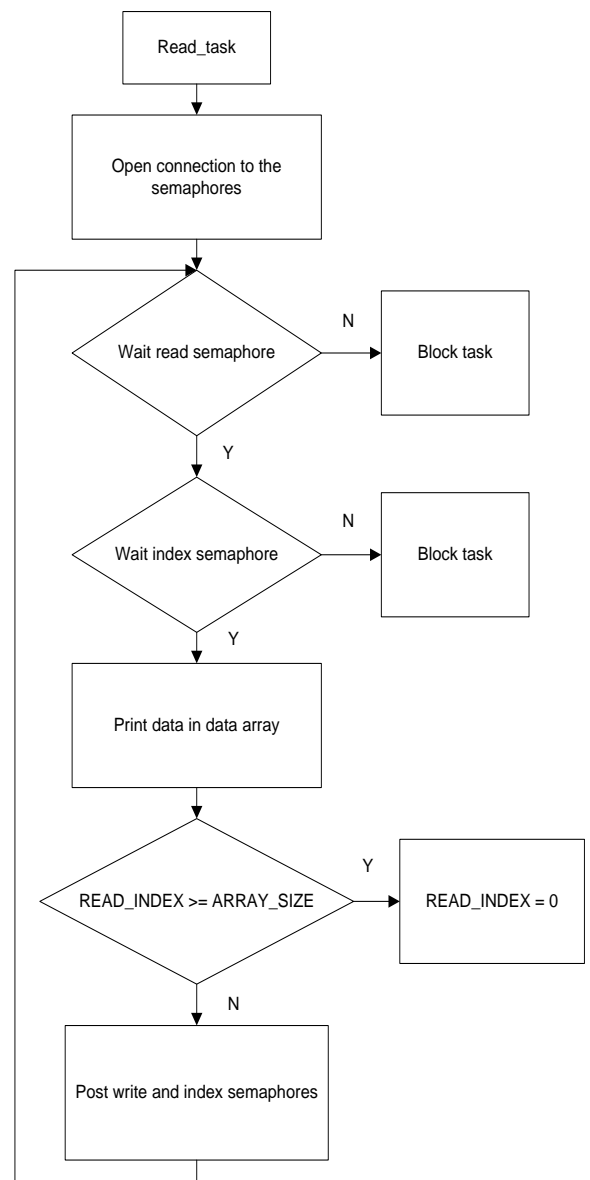 Read_task
Open connection to the
semaphores
Wait read semaphore
N
Block task
Y
Wait index semaphore
N
Block task
Y
Print data in data array
READ_INDEX >= ARRAY_SIZE
Y
READ_INDEX = 0
N
Post write and index semaphores